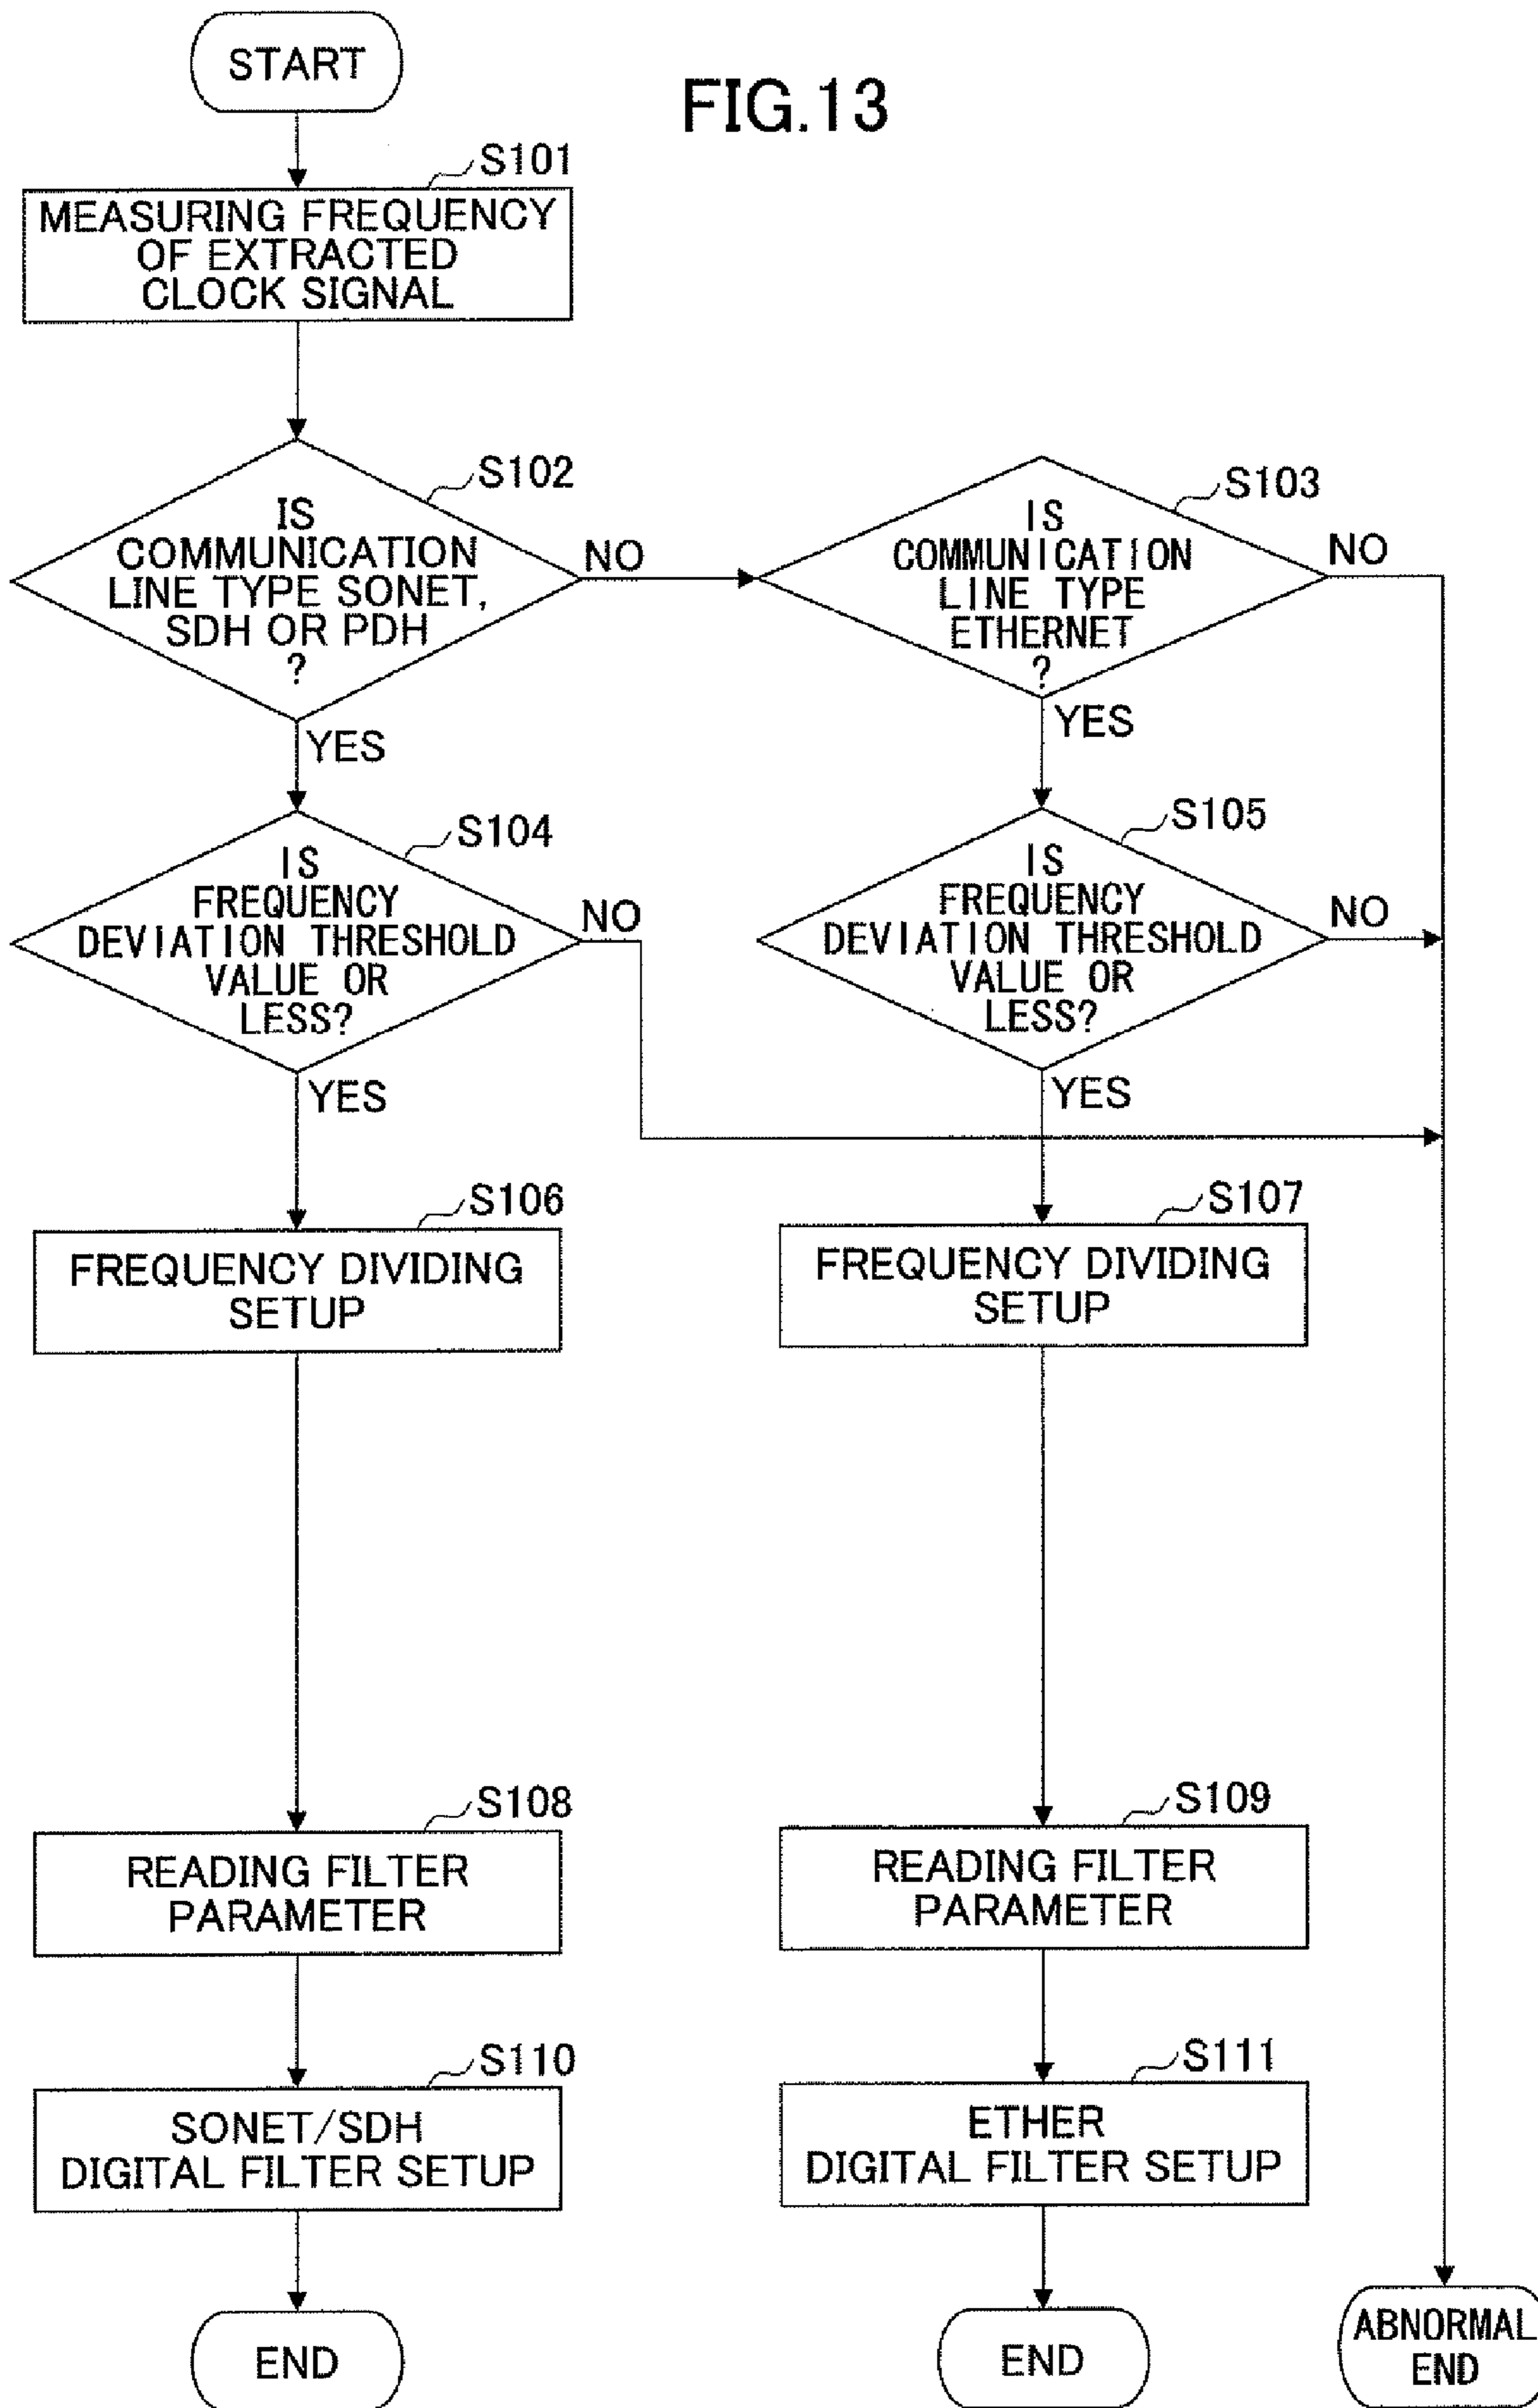 START
FIG.13
S101
MEASURING FREQUENCY
OF EXTRACTED
CLOCK SIGNAL
S102
IS
COMMUNICATION
LINE TYPE SONET,
SDH OR PDH
?
NO
YES
S103
IS
COMMUNICATION
LINE TYPE
ETHERNET
?
NO
YES
S104
IS
FREQUENCY
DEVIATION THRESHOLD
VALUE OR
LESS?
NO
YES
S105
IS
FREQUENCY
DEVIATION THRESHOLD
VALUE OR
LESS?
NO
YES
S106
FREQUENCY DIVIDING
SETUP
S107
FREQUENCY DIVIDING
SETUP
S108
READING FILTER
PARAMETER
S109
READING FILTER
PARAMETER
S110
SONET/SDH
DIGITAL FILTER SETUP
S111
ETHER
DIGITAL FILTER SETUP
END
END
ABNORMAL
END